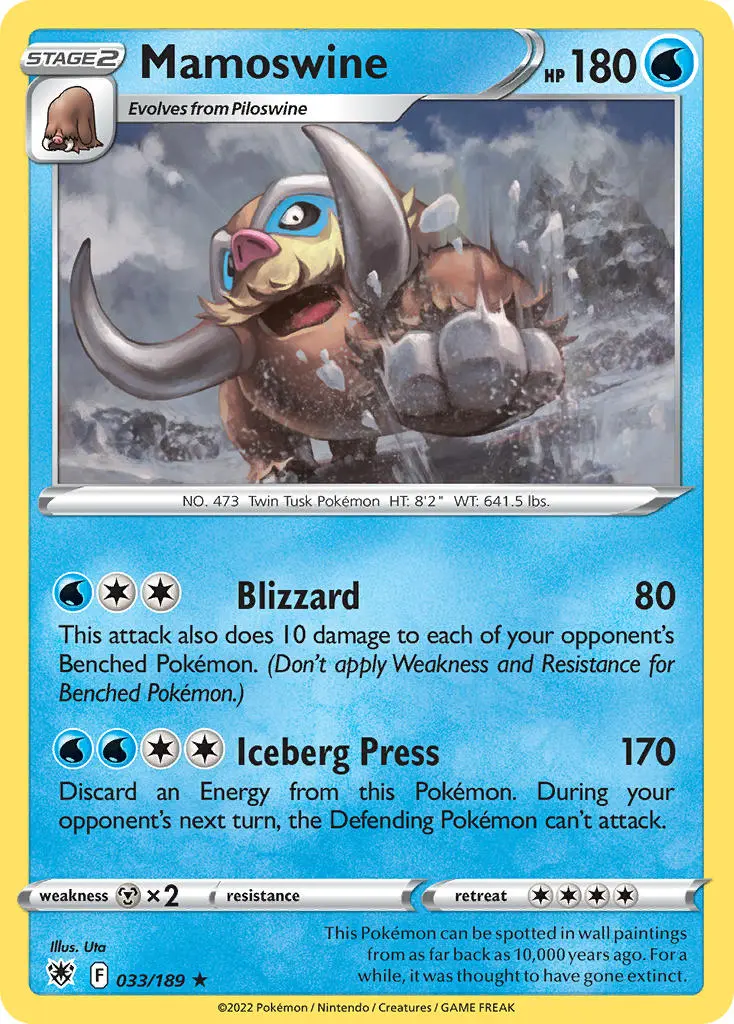 STAGE 2 Mamoswine HP 180
Evolves from Piloswine
NO. 473 Twin Tusk Pokémon HT: 8'2" WT: 641.5 lbs.
Blizzard 80
This attack also does 10 damage to each of your opponent's
Benched Pokémon. (Don't apply Weakness and Resistance for
Benched Pokémon.)
Iceberg Press 170
Discard an Energy from this Pokémon. During your
opponent's next turn, the Defending Pokémon can't attack.
weakness ×2 resistance retreat
Illus. Uta
F 033/189 ★
This Pokémon can be spotted in wall paintings
from as far back as 10,000 years ago. For a
while, it was thought to have gone extinct.
©2022 Pokémon / Nintendo / Creatures / GAME FREAK